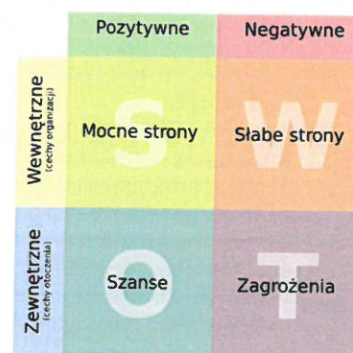 Pozytywne Negatywne
Wewnętrzne
(cechy organizacji)
S
Mocne strony
W
Słabe strony
Zewnętrzne
(cechy otoczenia)
O
Szanse
T
Zagrożenia